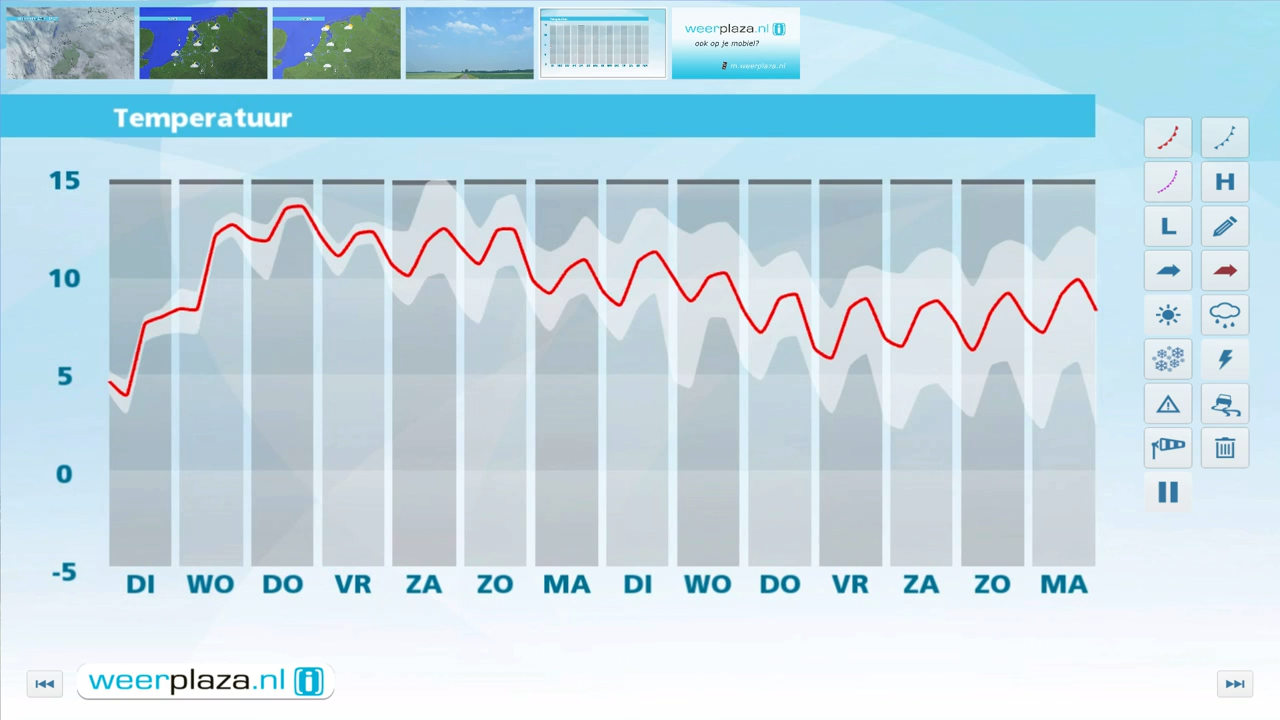 weerplaza.nl i
ook op je mobiel?
m.weerplaza.nl
Temperatuur
15
10
5
0
-5
H
L
DI WO DO VR ZA ZO MA DI WO DO VR ZA ZO MA
weerplaza.nl i